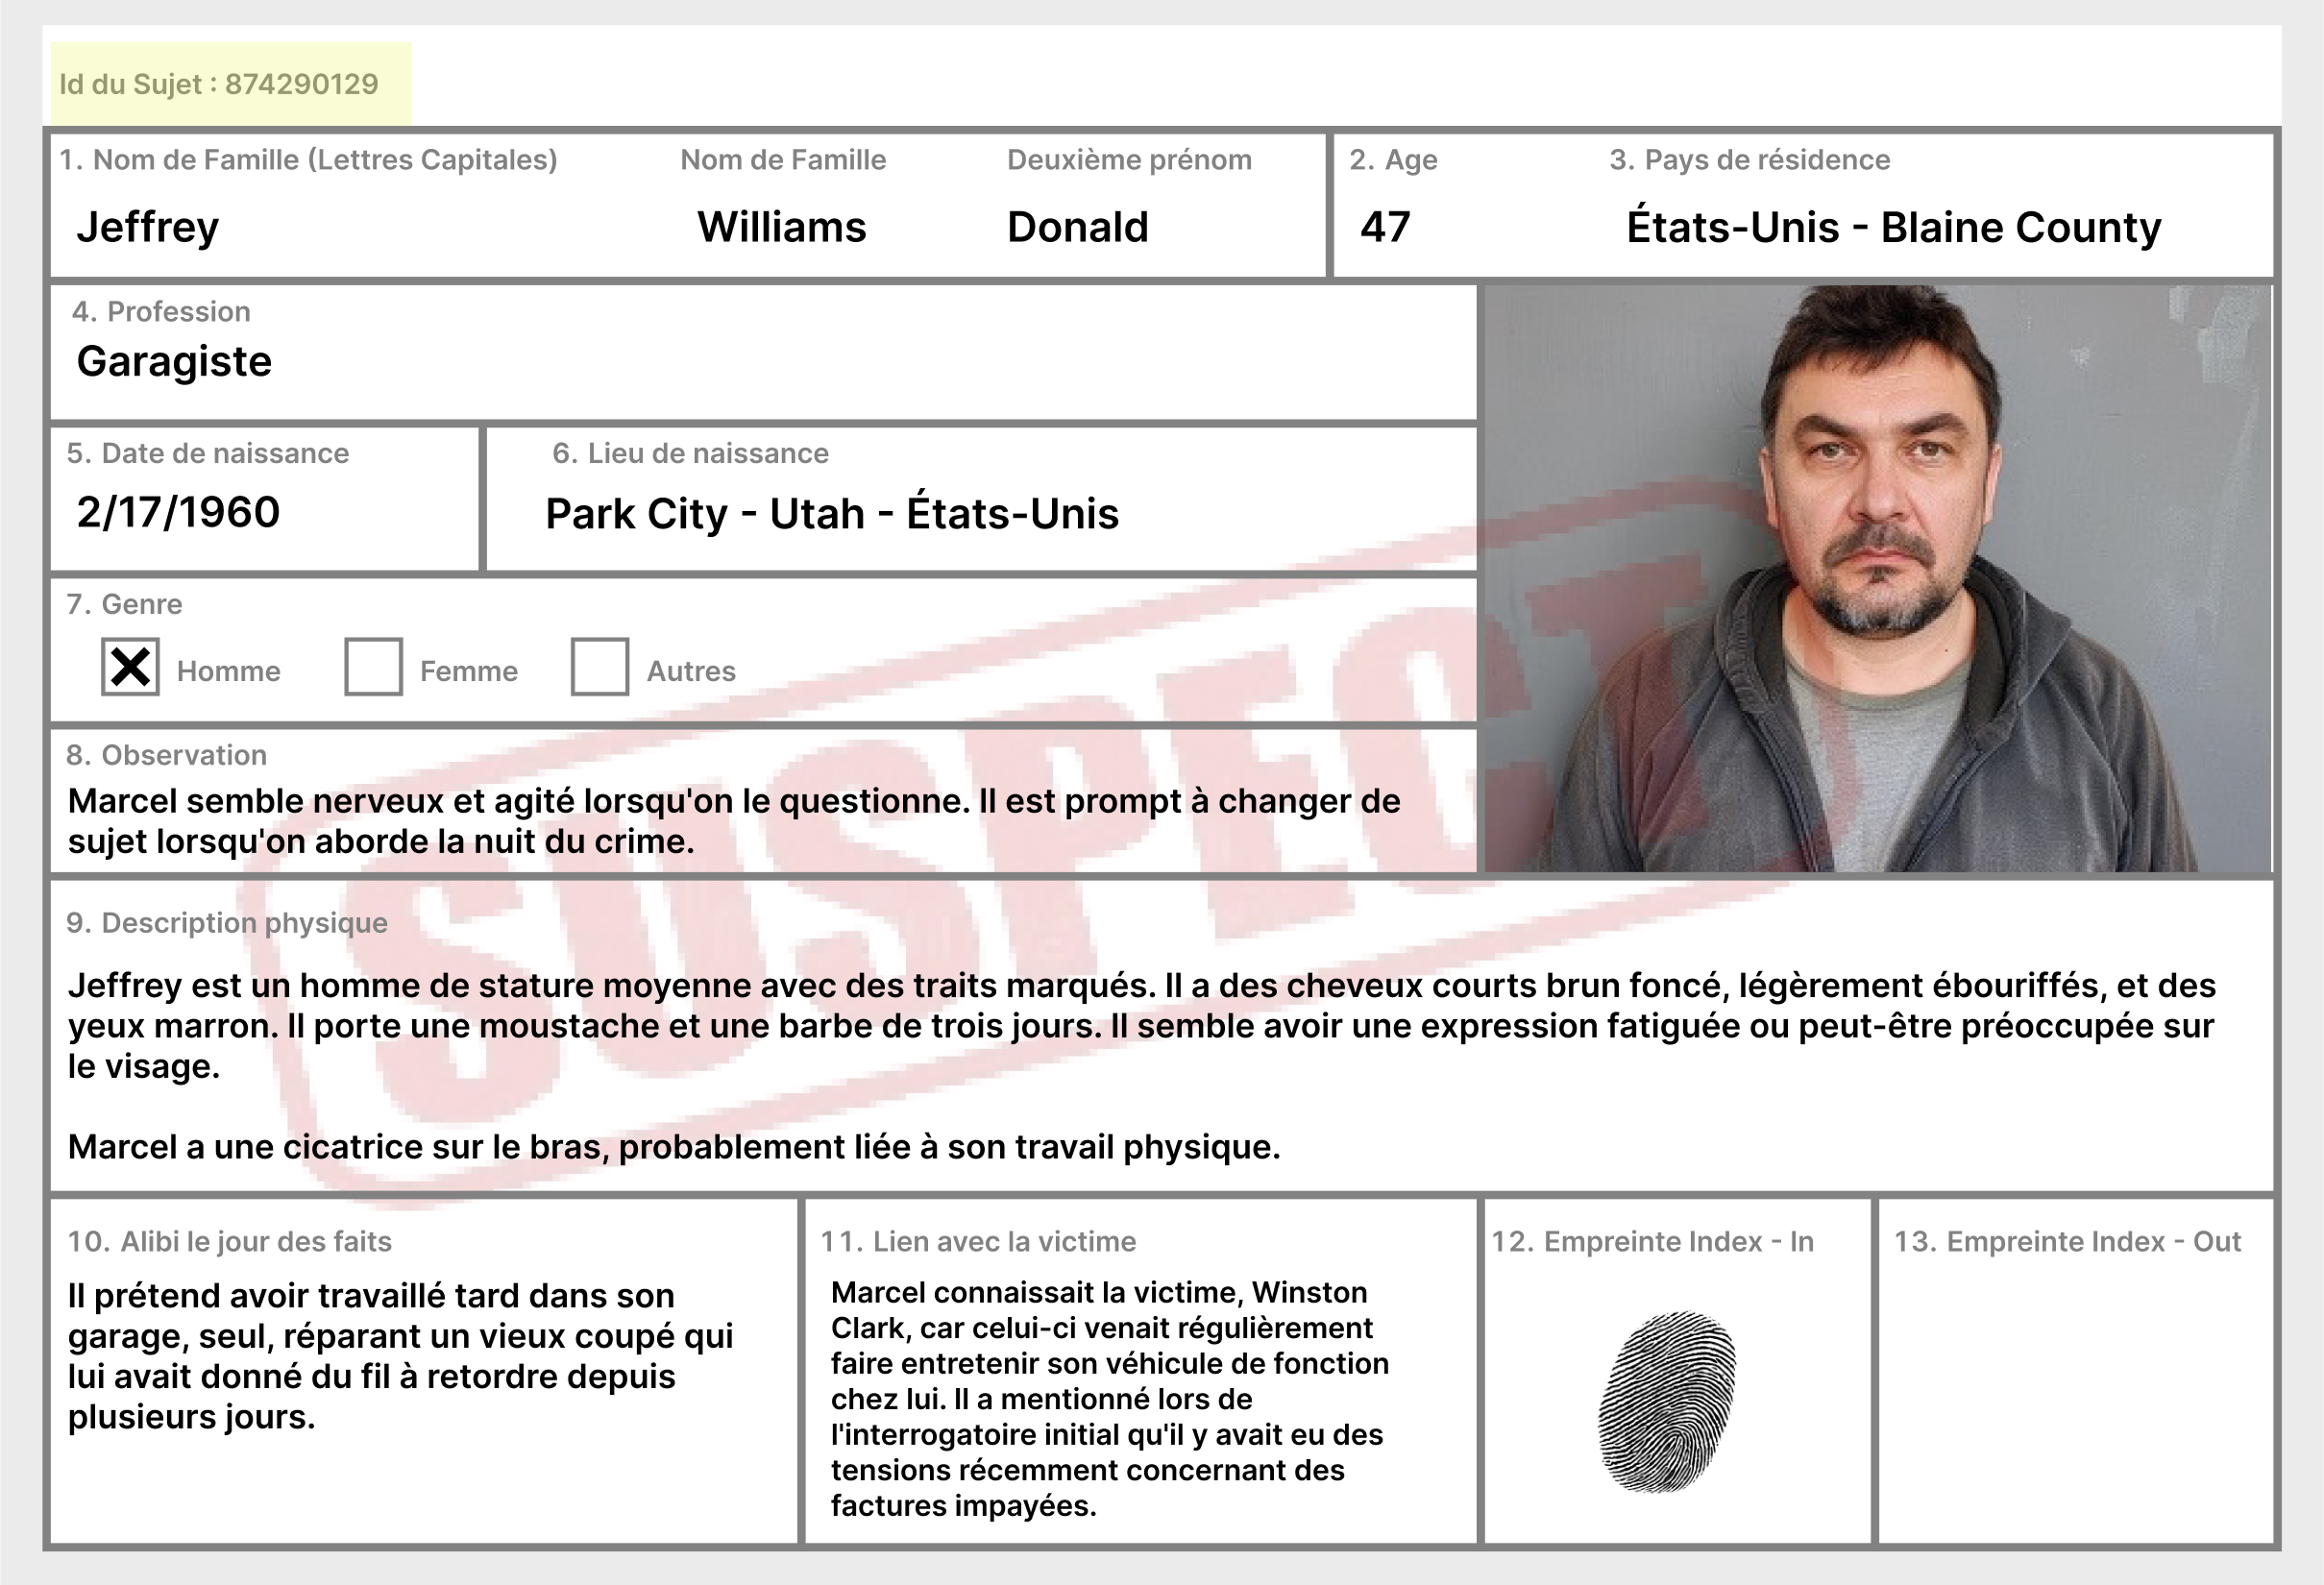 Id du Sujet : 874290129
1. Nom de Famille (Lettres Capitales) Nom de Famille Deuxième prénom 2. Age 3. Pays de résidence
Jeffrey Williams Donald 47 États-Unis - Blaine County
4. Profession
Garagiste
5. Date de naissance 6. Lieu de naissance
2/17/1960 Park City - Utah - États-Unis
7. Genre
Homme Femme Autres
8. Observation
Marcel semble nerveux et agité lorsqu'on le questionne. Il est prompt à changer de
sujet lorsqu'on aborde la nuit du crime.
SUSPECT
9. Description physique
Jeffrey est un homme de stature moyenne avec des traits marqués. Il a des cheveux courts brun foncé, légèrement ébouriffés, et des
yeux marron. Il porte une moustache et une barbe de trois jours. Il semble avoir une expression fatiguée ou peut-être préoccupée sur
le visage.
Marcel a une cicatrice sur le bras, probablement liée à son travail physique.
10. Alibi le jour des faits
Il prétend avoir travaillé tard dans son
garage, seul, réparant un vieux coupé qui
lui avait donné du fil à retordre depuis
plusieurs jours.
11. Lien avec la victime
Marcel connaissait la victime, Winston
Clark, car celui-ci venait régulièrement
faire entretenir son véhicule de fonction
chez lui. Il a mentionné lors de
l'interrogatoire initial qu'il y avait eu des
tensions récemment concernant des
factures impayées.
12. Empreinte Index - In
13. Empreinte Index - Out